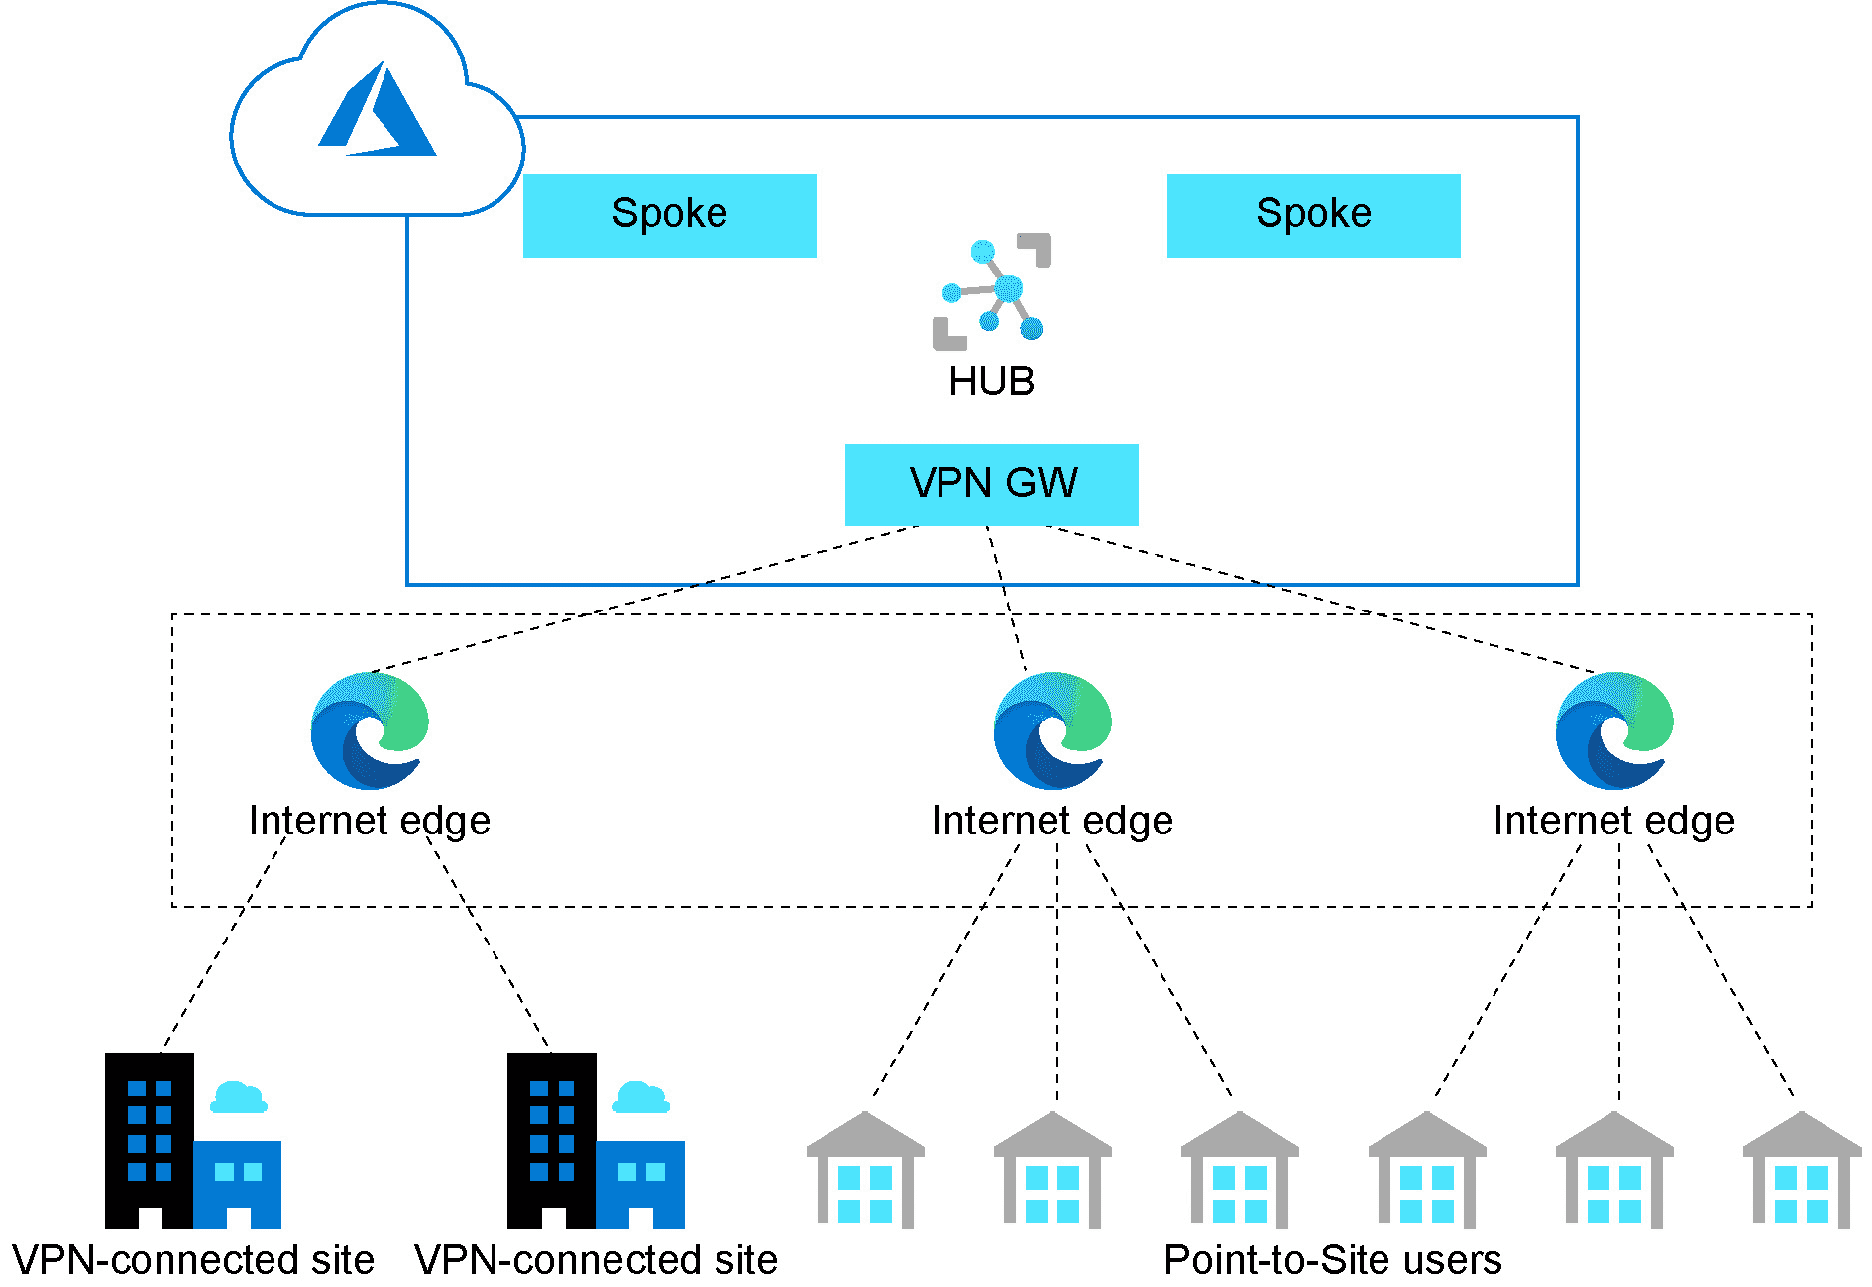 Spoke
Spoke
HUB
VPN GW
Internet edge
Internet edge
Internet edge
VPN-connected site
VPN-connected site
Point-to-Site users